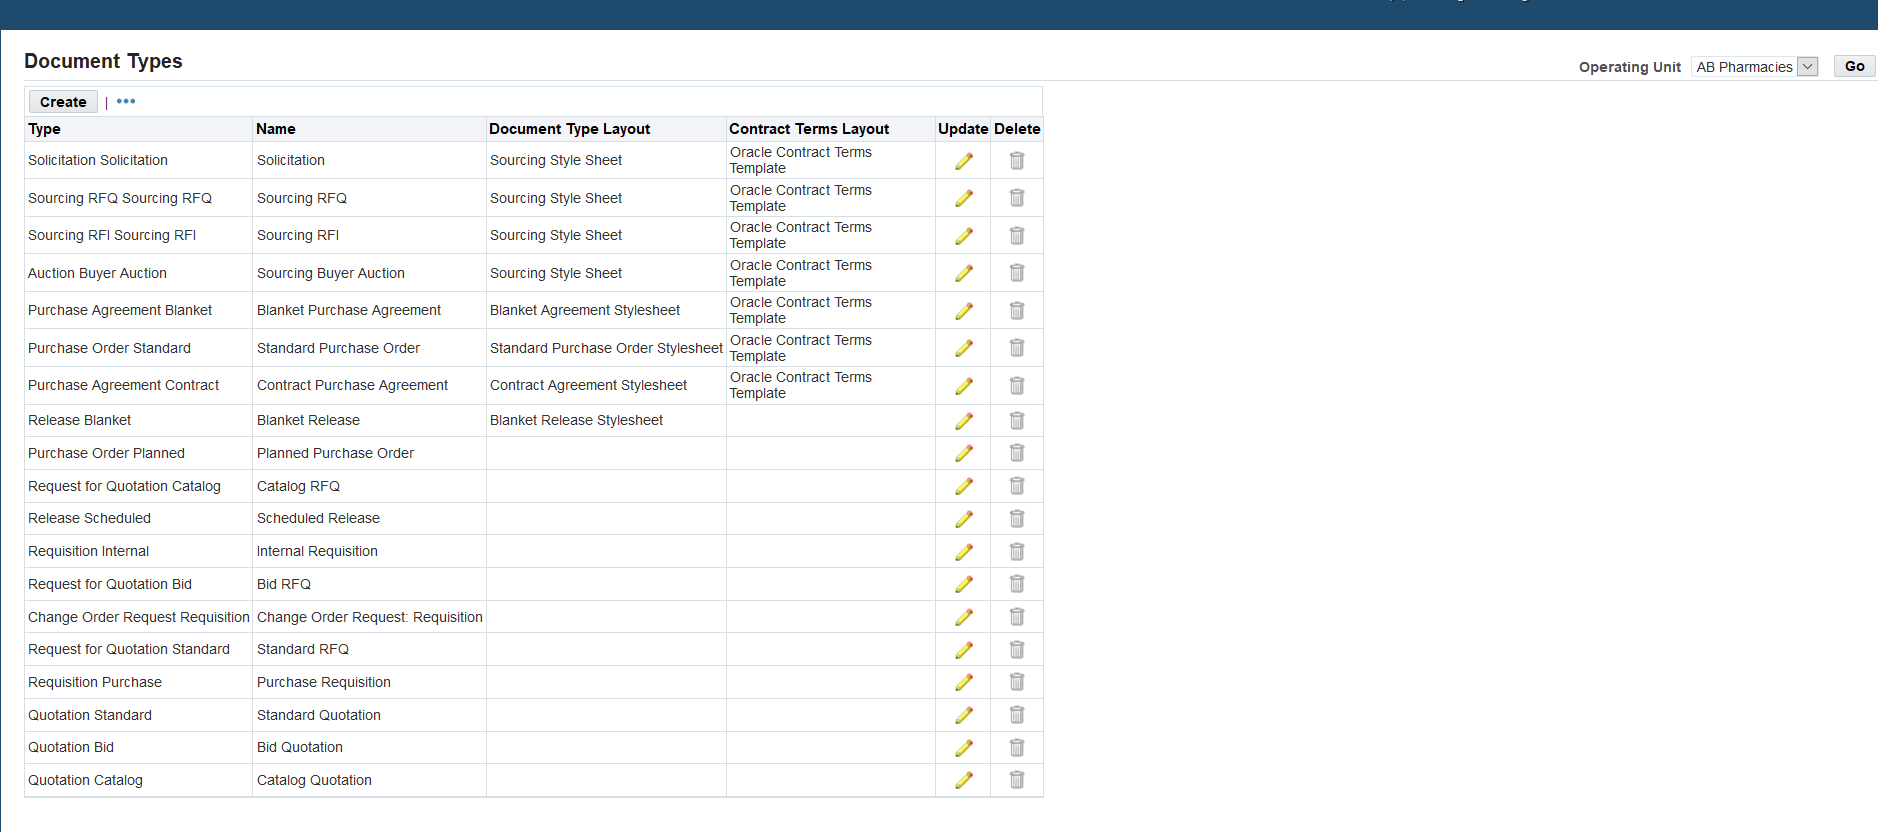 Document Types
Operating Unit AB Pharmacies Go
Create | •••
Type Name Document Type Layout Contract Terms Layout Update Delete
Solicitation Solicitation Solicitation Sourcing Style Sheet Oracle Contract Terms
Template
Sourcing RFQ Sourcing RFQ Sourcing RFQ Sourcing Style Sheet Oracle Contract Terms
Template
Sourcing RFI Sourcing RFI Sourcing RFI Sourcing Style Sheet Oracle Contract Terms
Template
Auction Buyer Auction Sourcing Buyer Auction Sourcing Style Sheet Oracle Contract Terms
Template
Purchase Agreement Blanket Blanket Purchase Agreement Blanket Agreement Stylesheet Oracle Contract Terms
Template
Purchase Order Standard Standard Purchase Order Standard Purchase Order Stylesheet Oracle Contract Terms
Template
Purchase Agreement Contract Contract Purchase Agreement Contract Agreement Stylesheet Oracle Contract Terms
Template
Release Blanket Blanket Release Blanket Release Stylesheet
Purchase Order Planned Planned Purchase Order
Request for Quotation Catalog Catalog RFQ
Release Scheduled Scheduled Release
Requisition Internal Internal Requisition
Request for Quotation Bid Bid RFQ
Change Order Request Requisition Change Order Request: Requisition
Request for Quotation Standard Standard RFQ
Requisition Purchase Purchase Requisition
Quotation Standard Standard Quotation
Quotation Bid Bid Quotation
Quotation Catalog Catalog Quotation